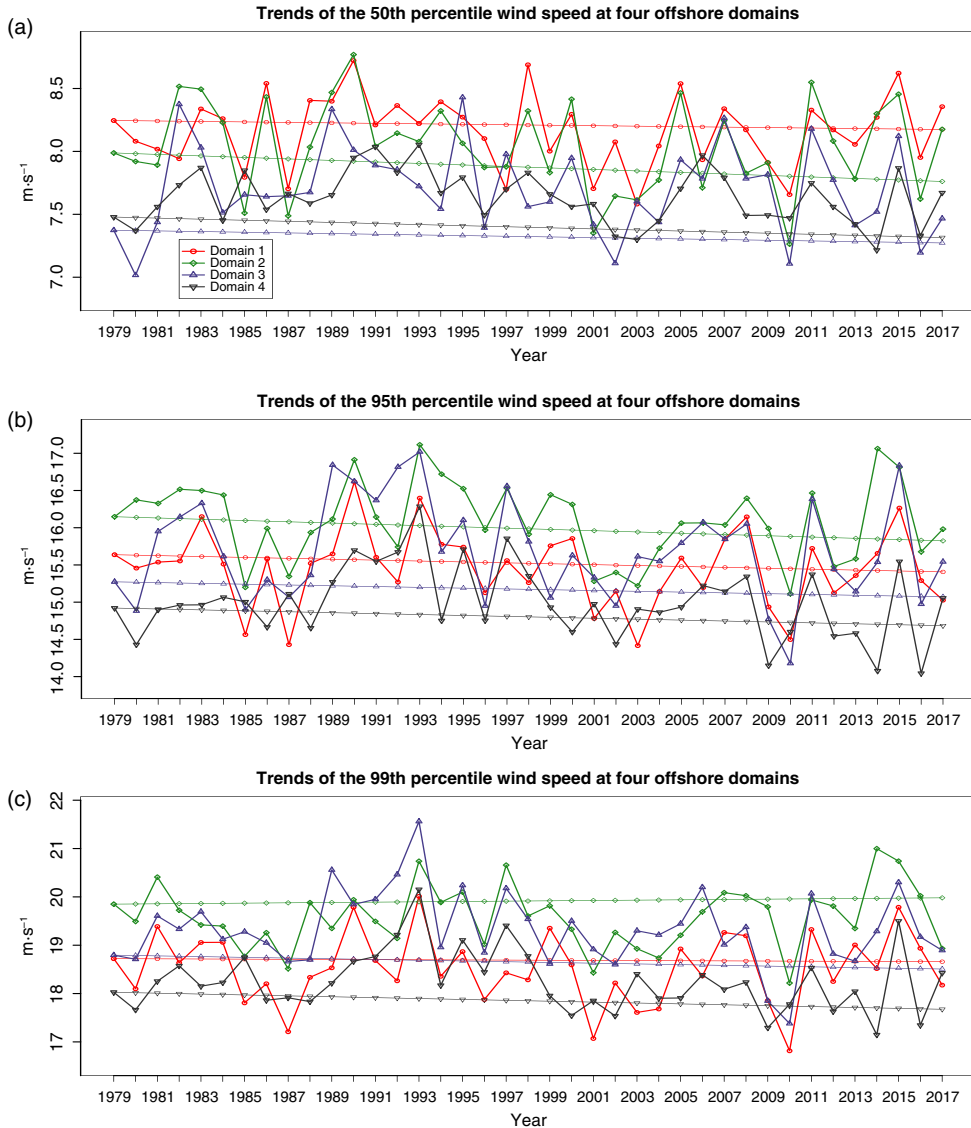 Trends of the 50th percentile wind speed at four offshore domains
(a)
8.5
8.0
7.5
7.0
m·s⁻¹
Domain 1
Domain 2
Domain 3
Domain 4
1979 1981 1983 1985 1987 1989 1991 1993 1995 1997 1999 2001 2003 2005 2007 2009 2011 2013 2015 2017
Year
Trends of the 95th percentile wind speed at four offshore domains
(b)
17.0
16.5
16.0
15.5
15.0
14.5
14.0
m·s⁻¹
1979 1981 1983 1985 1987 1989 1991 1993 1995 1997 1999 2001 2003 2005 2007 2009 2011 2013 2015 2017
Year
Trends of the 99th percentile wind speed at four offshore domains
(c)
22
21
20
19
18
17
m·s⁻¹
1979 1981 1983 1985 1987 1989 1991 1993 1995 1997 1999 2001 2003 2005 2007 2009 2011 2013 2015 2017
Year